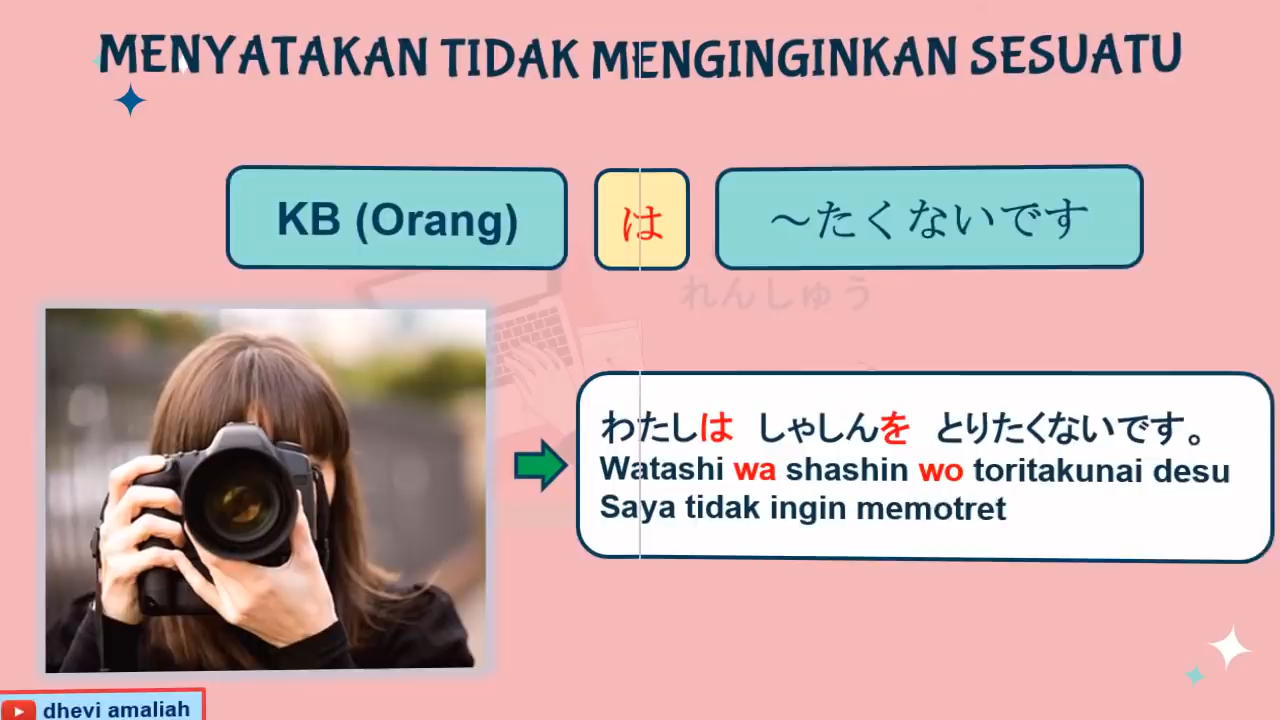 MENYATAKAN TIDAK MENGINGINKAN SESUATU
KB (Orang) は ～たくないです
れんしゅう
わたしは しゃしんを とりたくないです。
Watashi wa shashin wo toritakunai desu
Saya tidak ingin memotret
dhevi amaliah